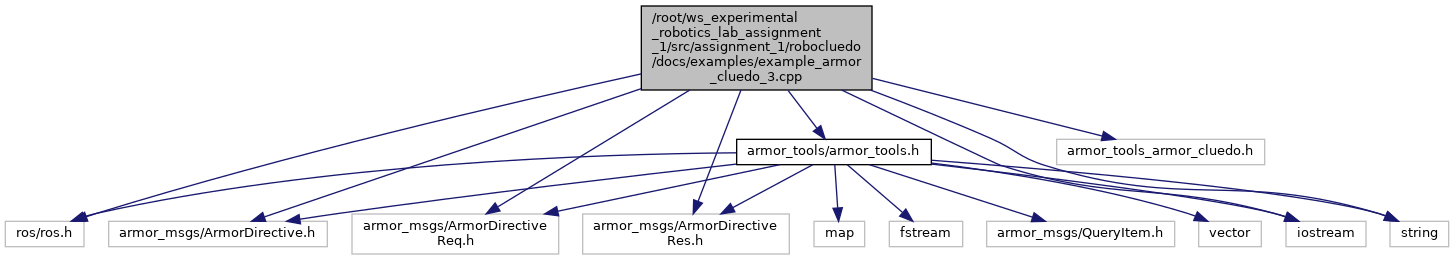 /root/ws_experimental
_robotics_lab_assignment
_1/src/assignment_1/robocluedo
/docs/examples/example_armor
_cluedo_3.cpp
armor_tools/armor_tools.h
armor_tools_armor_cluedo.h
ros/ros.h
armor_msgs/ArmorDirective.h
armor_msgs/ArmorDirective
Req.h
armor_msgs/ArmorDirective
Res.h
map
fstream
armor_msgs/QueryItem.h
vector
iostream
string